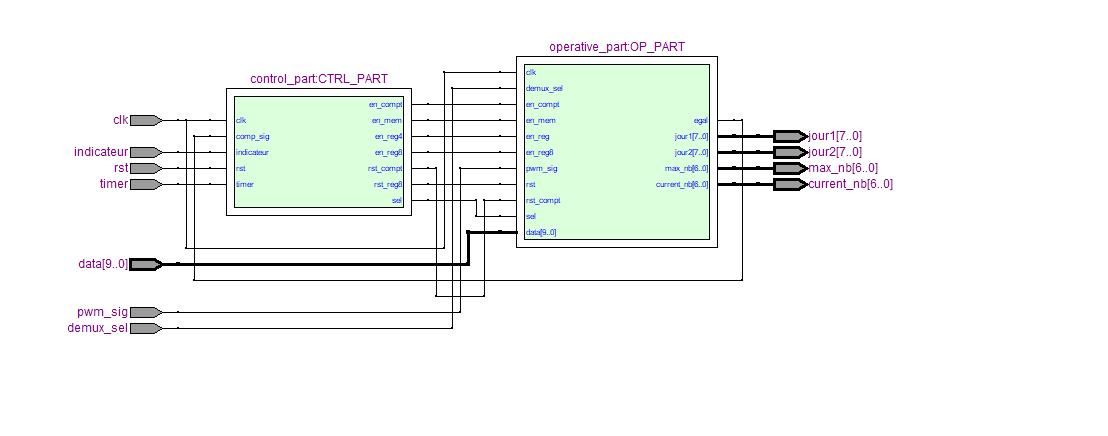 operative_part:OP_PART
control_part:CTRL_PART
clk
indicateur
rst
timer
data[9..0]
pwm_sig
demux_sel
clk
comp_sig
indicateur
rst
timer
en_compt
en_mem
en_reg4
en_reg8
rst_compt
rst_reg8
sel
clk
demux_sel
en_compt
en_mem
en_reg
en_reg8
pwm_sig
rst
rst_compt
sel
data[9..0]
egal
jour1[7..0]
jour2[7..0]
max_nb[6..0]
current_nb[6..0]
jour1[7..0]
jour2[7..0]
max_nb[6..0]
current_nb[6..0]